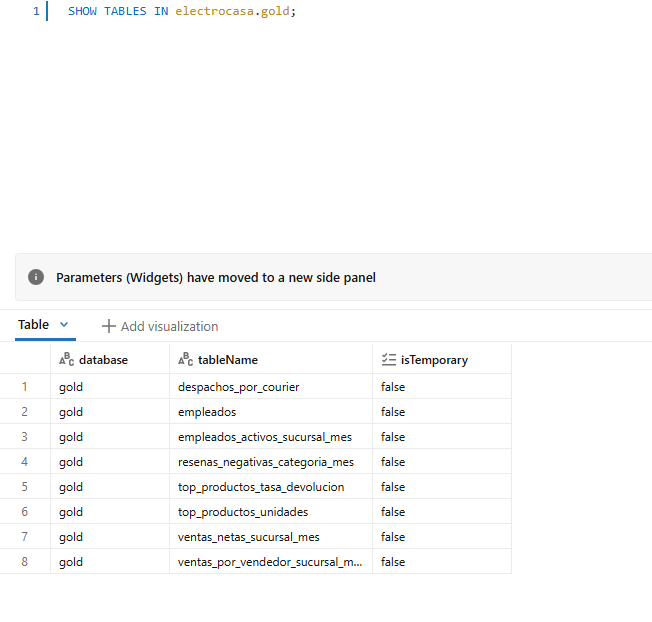 1 SHOW TABLES IN electrocasa.gold;
Parameters (Widgets) have moved to a new side panel
Table Add visualization
database tableName isTemporary
1 gold despachos_por_courier false
2 gold empleados false
3 gold empleados_activos_sucursal_mes false
4 gold resenas_negativas_categoria_mes false
5 gold top_productos_tasa_devolucion false
6 gold top_productos_unidades false
7 gold ventas_netas_sucursal_mes false
8 gold ventas_por_vendedor_sucursal_m... false